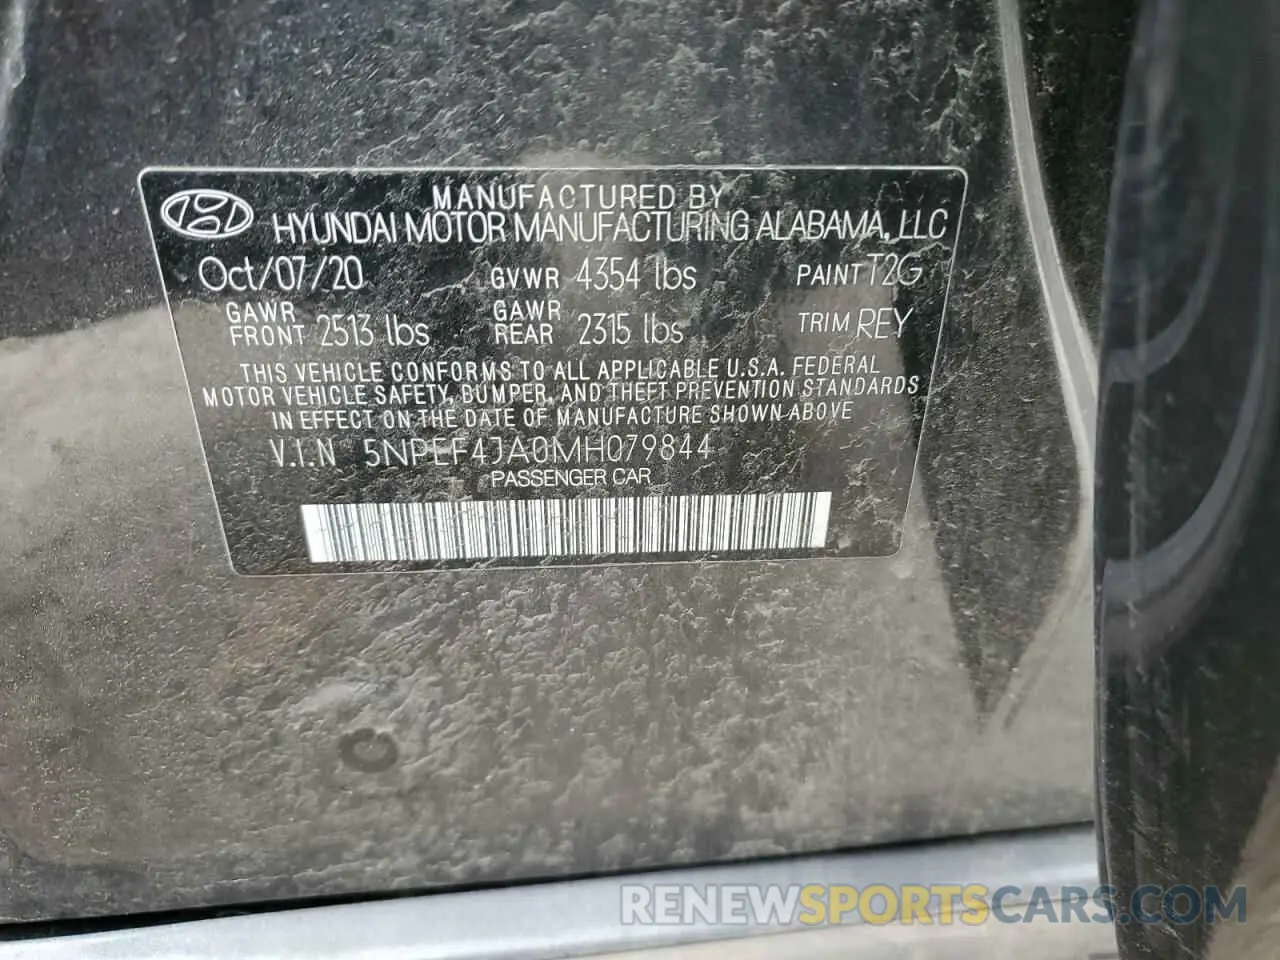 MANUFACTURED BY
HYUNDAI MOTOR MANUFACTURING ALABAMA, LLC
Oct/07/20 GVWR 4354 lbs PAINT T2G
GAWR FRONT 2513 lbs GAWR REAR 2315 lbs TRIM REY
THIS VEHICLE CONFORMS TO ALL APPLICABLE U.S.A. FEDERAL
MOTOR VEHICLE SAFETY, BUMPER, AND THEFT PREVENTION STANDARDS
IN EFFECT ON THE DATE OF MANUFACTURE SHOWN ABOVE
V.I.N 5NPEF4JA0MH079844
PASSENGER CAR
RENEWSPORTSCARS.COM